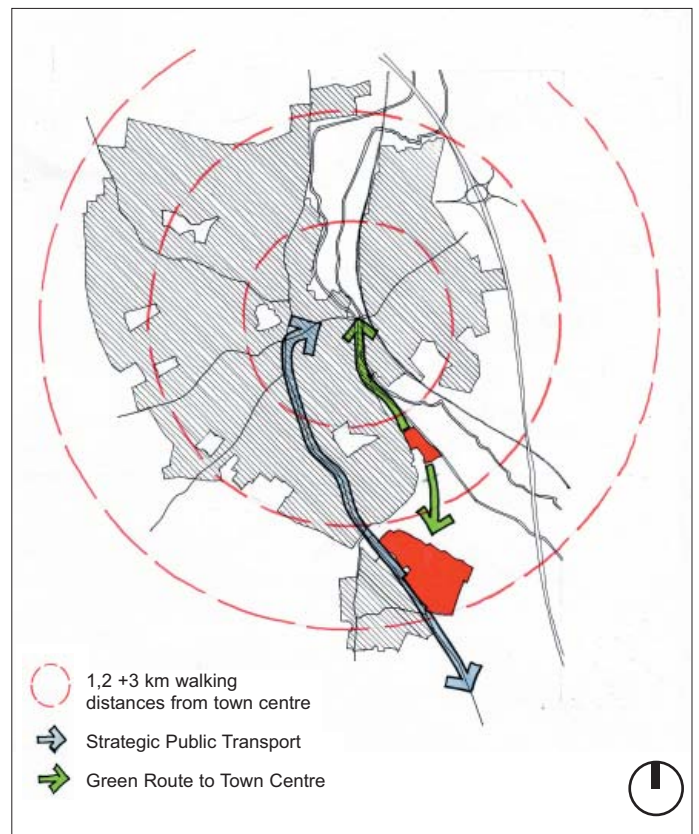 1,2 +3 km walking
distances from town centre
Strategic Public Transport
Green Route to Town Centre